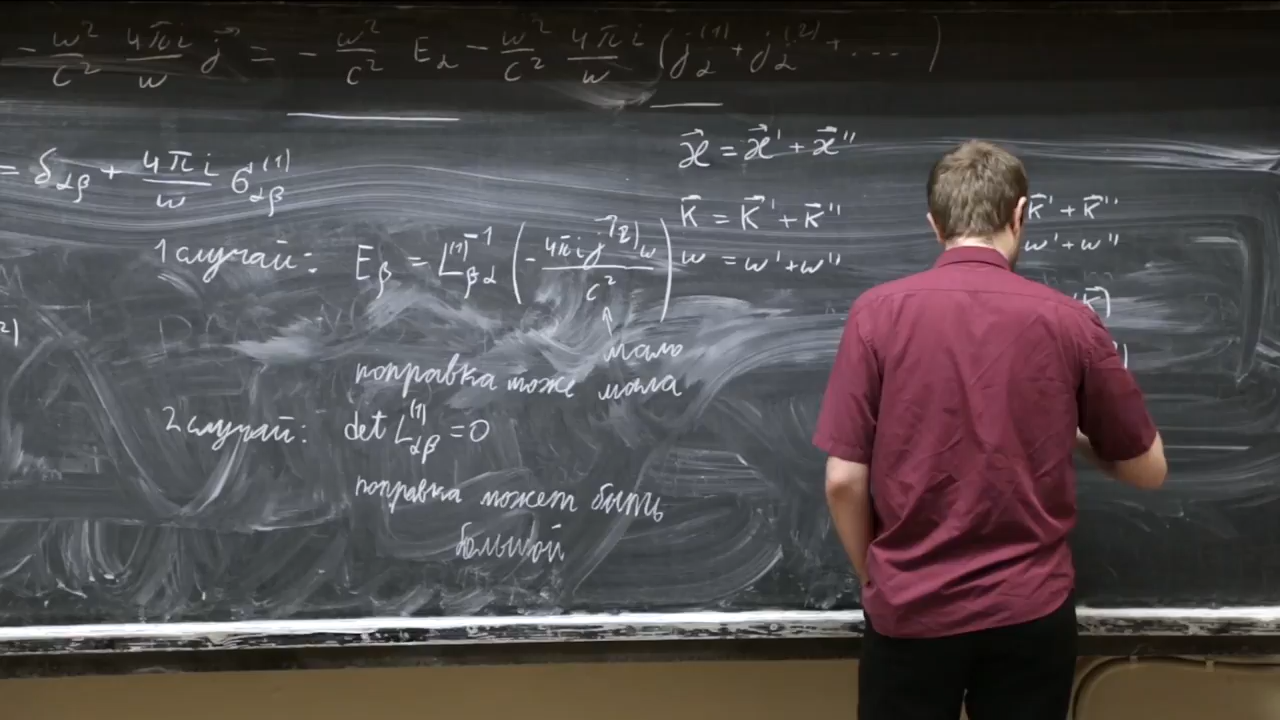 - ω²/c² 4πi/ω j⃗ = - ω²/c² E_α - ω²/c² 4πi/ω (j_α^(1) + j_α^(2) + ....)
= δ_αβ + 4πi/ω σ_αβ^(1)
1 случай: E_β = L_βα^(1)-1 (- 4πi j⃗^(2) ω / c²)
↑
мало
поправка тоже мала
2 случай: det L_αβ^(1) = 0
поправка может быть
большой
2)
ϰ⃗ = ϰ⃗' + ϰ⃗''
K⃗ = K⃗' + K⃗''
ω = ω' + ω''
K⃗' + K⃗''
ω' + ω''
(K⃗)
)